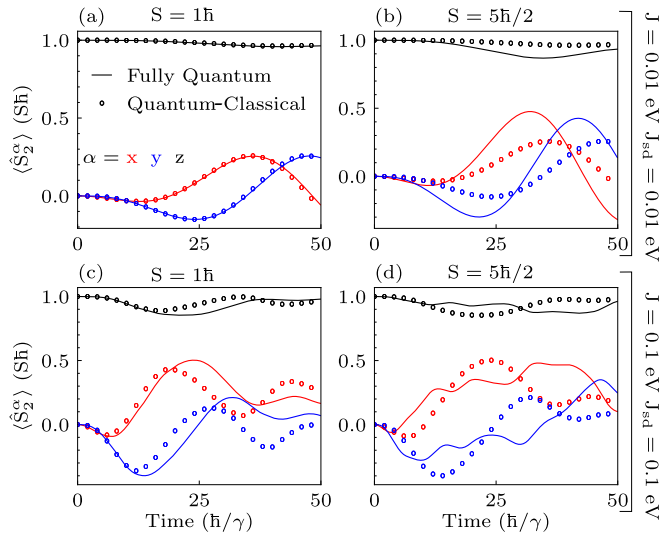 (a) S = 1ħ
(b) S = 5ħ/2
1.0
0.5
0.0
⟨Ŝ₂^α⟩ (Sħ)
— Fully Quantum
o Quantum-Classical
α = x y z
0 25 50
1.0
0.5
0.0
0 25 50
J = 0.01 eV J_sd = 0.01 eV
(c) S = 1ħ
(d) S = 5ħ/2
1.0
0.5
0.0
⟨Ŝ₂^α⟩ (Sħ)
0 25 50
Time (ħ/γ)
1.0
0.5
0.0
0 25 50
Time (ħ/γ)
J = 0.1 eV J_sd = 0.1 eV